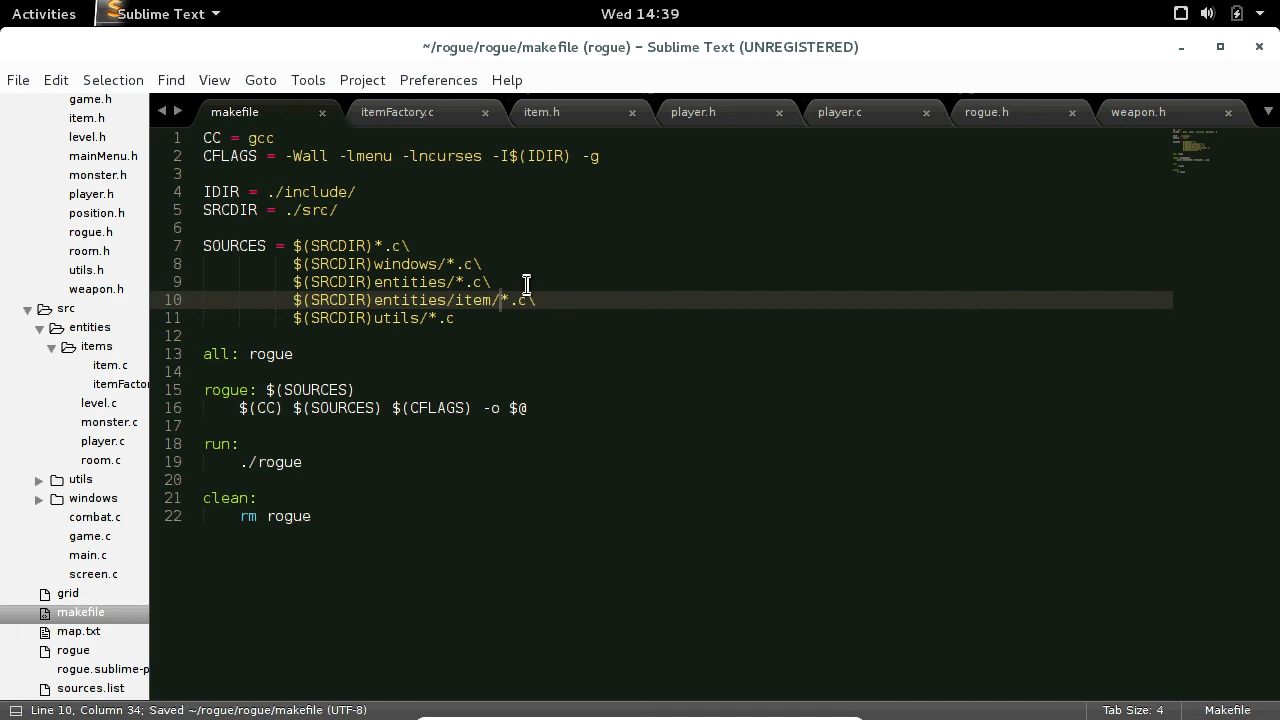 Activities Sublime Text Wed 14:39
~/rogue/rogue/makefile (rogue) – Sublime Text (UNREGISTERED)
File Edit Selection Find View Goto Tools Project Preferences Help
game.h
item.h
level.h
mainMenu.h
monster.h
player.h
position.h
rogue.h
room.h
utils.h
weapon.h
src
entities
items
item.c
itemFacto
level.c
monster.c
player.c
room.c
utils
windows
combat.c
game.c
main.c
screen.c
grid
makefile
map.txt
rogue
rogue.sublime-p
sources.list
makefile itemFactory.c item.h player.h player.c rogue.h weapon.h
1 CC = gcc
2 CFLAGS = -Wall -lmenu -lncurses -I$(IDIR) -g
3
4 IDIR = ./include/
5 SRCDIR = ./src/
6
7 SOURCES = $(SRCDIR)*.c\
8 $(SRCDIR)windows/*.c\
9 $(SRCDIR)entities/*.c\
10 $(SRCDIR)entities/item/*.c\
11 $(SRCDIR)utils/*.c
12
13 all: rogue
14
15 rogue: $(SOURCES)
16 $(CC) $(SOURCES) $(CFLAGS) -o $@
17
18 run:
19 ./rogue
20
21 clean:
22 rm rogue
Line 10, Column 34; Saved ~/rogue/rogue/makefile (UTF-8) Tab Size: 4 Makefile